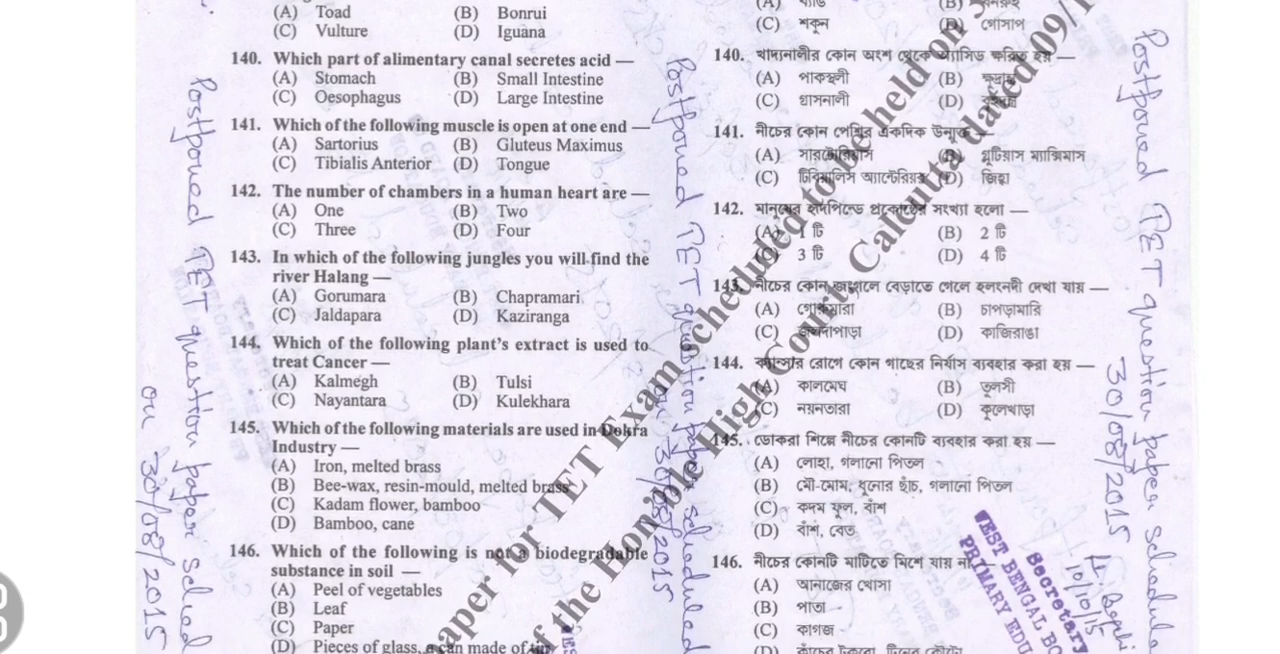 (A) Toad (B) Bonrui
(C) Vulture (D) Iguana
140. Which part of alimentary canal secretes acid —
(A) Stomach (B) Small Intestine
(C) Oesophagus (D) Large Intestine
141. Which of the following muscle is open at one end —
(A) Sartorius (B) Gluteus Maximus
(C) Tibialis Anterior (D) Tongue
142. The number of chambers in a human heart are —
(A) One (B) Two
(C) Three (D) Four
143. In which of the following jungles you will find the
river Halang —
(A) Gorumara (B) Chapramari
(C) Jaldapara (D) Kaziranga
144. Which of the following plant's extract is used to
treat Cancer —
(A) Kalmegh (B) Tulsi
(C) Nayantara (D) Kulekhara
145. Which of the following materials are used in Dokra
Industry —
(A) Iron, melted brass
(B) Bee-wax, resin-mould, melted brass
(C) Kadam flower, bamboo
(D) Bamboo, cane
146. Which of the following is not a biodegradable
substance in soil —
(A) Peel of vegetables
(B) Leaf
(C) Paper
(D) Pieces of glass, a can made of
(C) শকুন (D) গোসাপ
140. খাদ্যনালীর কোন অংশ থেকে অ্যাসিড ক্ষরিত হয় —
(A) পাকস্থলী (B)
(C) গ্রাসনালী (D)
141. নীচের কোন পেশির একদিক উন্মুক্ত —
(A) সারটোরিয়াস (B) গ্লুটিয়াস ম্যাক্সিমাস
(C) টিবিয়ালিস অ্যান্টেরিয়র (D) জিহ্বা
142. মানুষের হৃদপিন্ডে প্রকোষ্ঠের সংখ্যা হলো —
(A) 1 টি (B) 2 টি
(C) 3 টি (D) 4 টি
143. নীচের কোন জঙ্গলে বেড়াতে গেলে হলংনদী দেখা যায় —
(A) গোরুমারা (B) চাপড়ামারি
(C) জলদাপাড়া (D) কাজিরাঙা
144. ক্যান্সার রোগে কোন গাছের নির্যাস ব্যবহার করা হয় —
(A) কালমেঘ (B) তুলসী
(C) নয়নতারা (D) কুলেখাড়া
145. ডোকরা শিল্পে নীচের কোনটি ব্যবহার করা হয় —
(A) লোহা, গলানো পিতল
(B) মৌ-মোম, ধূনোর ছাঁচ, গলানো পিতল
(C) কদম ফুল, বাঁশ
(D) বাঁশ, বেত
146. নীচের কোনটি মাটিতে মিশে যায় না —
(A) আনাজের খোসা
(B) পাতা
(C) কাগজ
(D) কাঁচের টুকরো, টিনের কৌটো
Postponed TET question paper sched
on 30/08/2015
Postponed TET question paper scheduled
on 30/08/2015
Postponed TET question paper schedule
30/08/2015
aper for TET Exam scheduled to be held on 3
f the Hon'ble High Court, Calcutta dated 09/1
Secretary
EST BENGAL BO
PRIMARY EDU